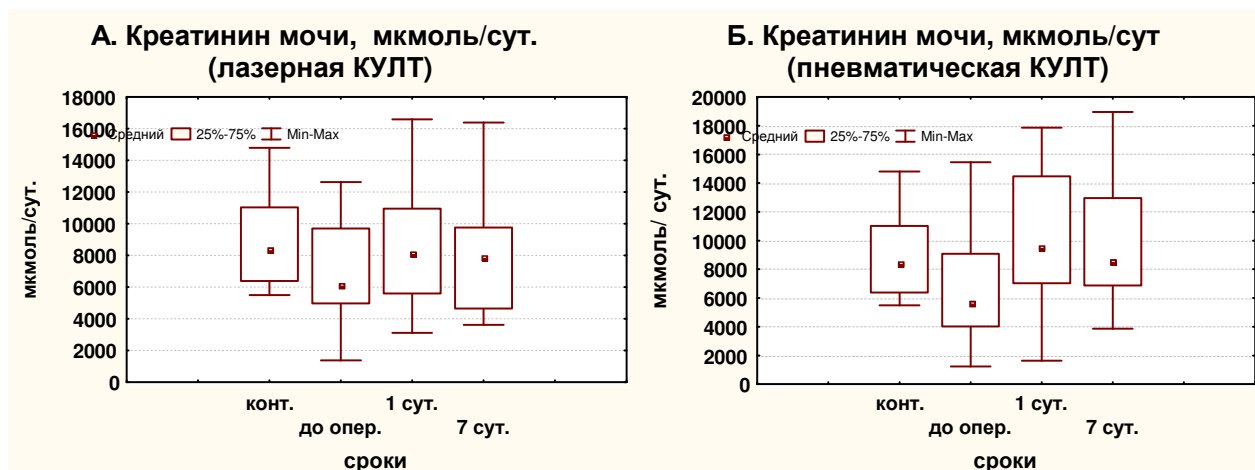 А. Креатинин мочи, мкмоль/сут.
(лазерная КУЛТ)
18000
16000
14000
12000
10000
8000
6000
4000
2000
0
мкмоль/сут.
Средний 25%-75% Min-Max
конт. 1 сут.
до опер. 7 сут.
сроки
Б. Креатинин мочи, мкмоль/сут
(пневматическая КУЛТ)
20000
18000
16000
14000
12000
10000
8000
6000
4000
2000
0
мкмоль/ сут.
Средний 25%-75% Min-Max
конт. 1 сут.
до опер. 7 сут.
сроки